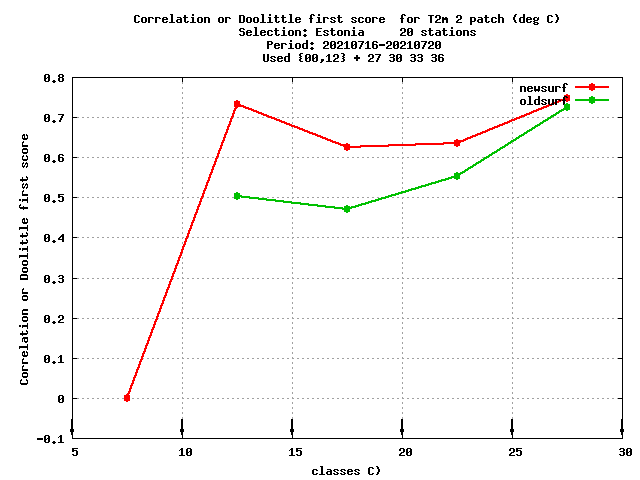 Correlation or Doolittle first score  for T2m 2 patch (deg C)
Selection: Estonia     20 stations
Period: 20210716-20210720
Used {00,12} + 27 30 33 36
newsurf
oldsurf
Correlation or Doolittle first score
0.8
0.7
0.6
0.5
0.4
0.3
0.2
0.1
0
-0.1
5 10 15 20 25 30
classes C)